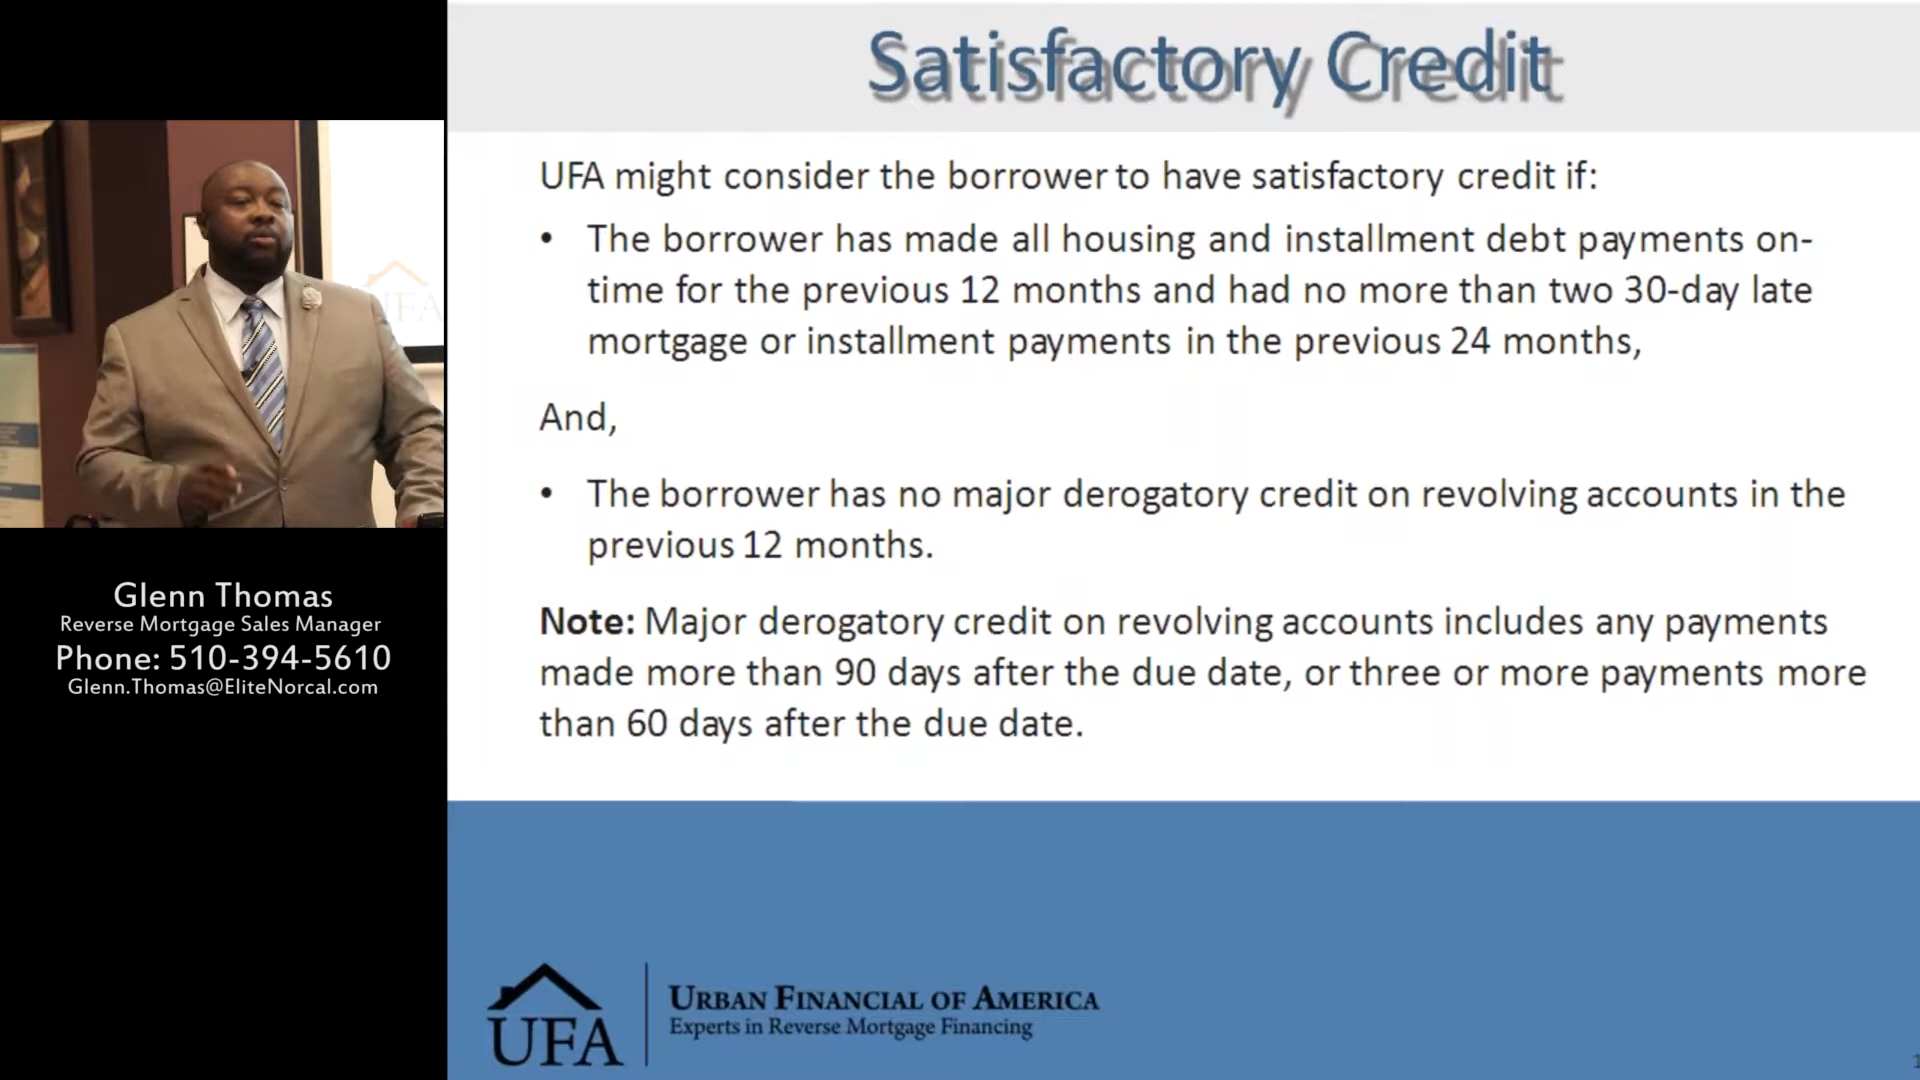 Satisfactory Credit
UFA might consider the borrower to have satisfactory credit if:
• The borrower has made all housing and installment debt payments on-
time for the previous 12 months and had no more than two 30-day late
mortgage or installment payments in the previous 24 months,
And,
• The borrower has no major derogatory credit on revolving accounts in the
previous 12 months.
Note: Major derogatory credit on revolving accounts includes any payments
made more than 90 days after the due date, or three or more payments more
than 60 days after the due date.
UFA
Glenn Thomas
Reverse Mortgage Sales Manager
Phone: 510-394-5610
Glenn.Thomas@EliteNorcal.com
UFA
URBAN FINANCIAL OF AMERICA
Experts in Reverse Mortgage Financing